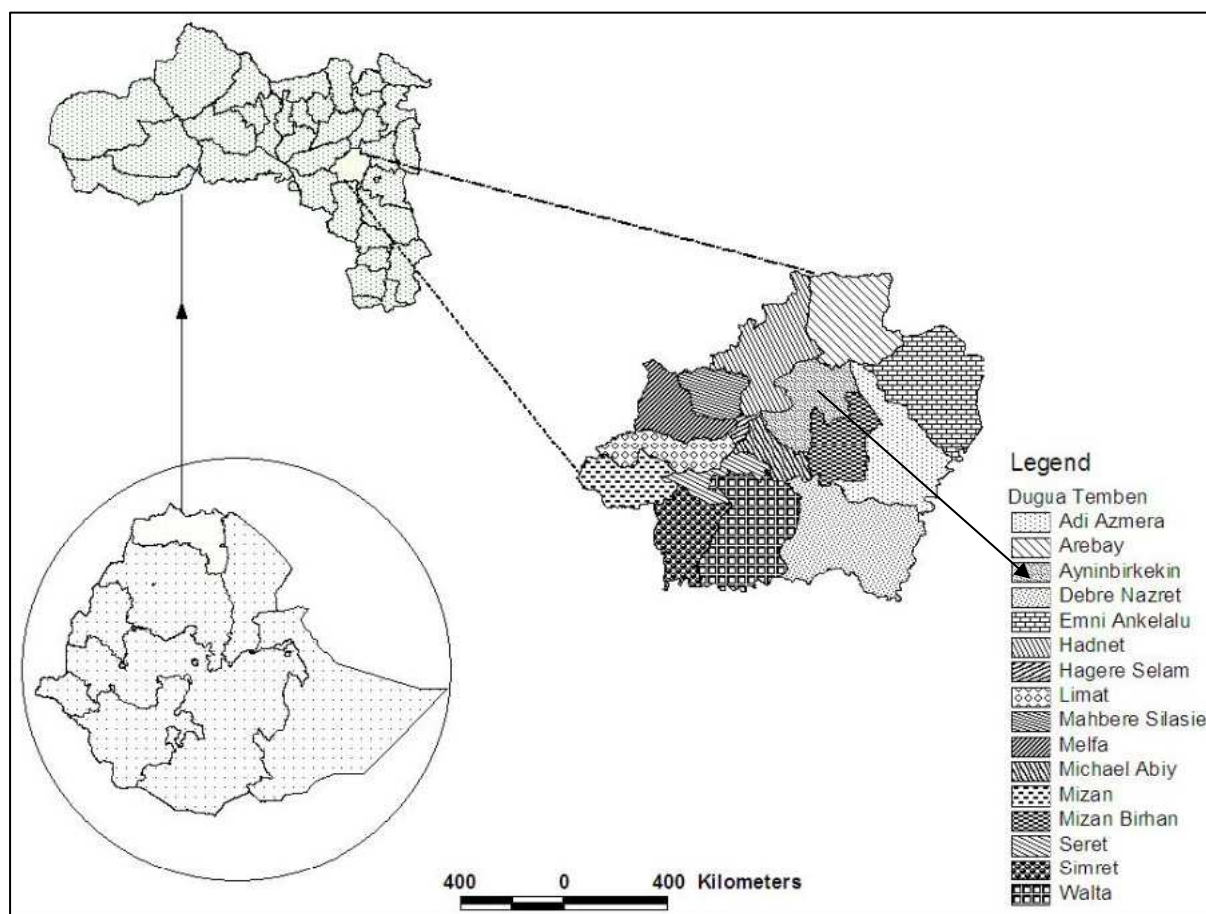 Legend
Dugua Temben
Adi Azmera
Arebay
Ayninbirkekin
Debre Nazret
Emni Ankelalu
Hadnet
Hagere Selam
Limat
Mahbere Silasie
Melfa
Michael Abiy
Mizan
Mizan Birhan
Seret
Simret
Walta
400 0 400 Kilometers